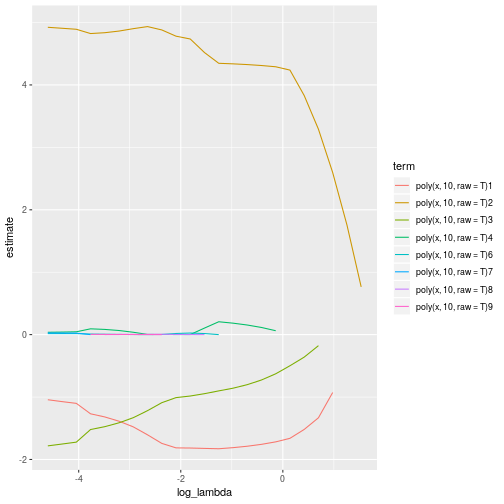 estimate
4
2
0
-2
-4
-2
0
log_lambda
term
poly(x, 10, raw = T)1
poly(x, 10, raw = T)2
poly(x, 10, raw = T)3
poly(x, 10, raw = T)4
poly(x, 10, raw = T)6
poly(x, 10, raw = T)7
poly(x, 10, raw = T)8
poly(x, 10, raw = T)9